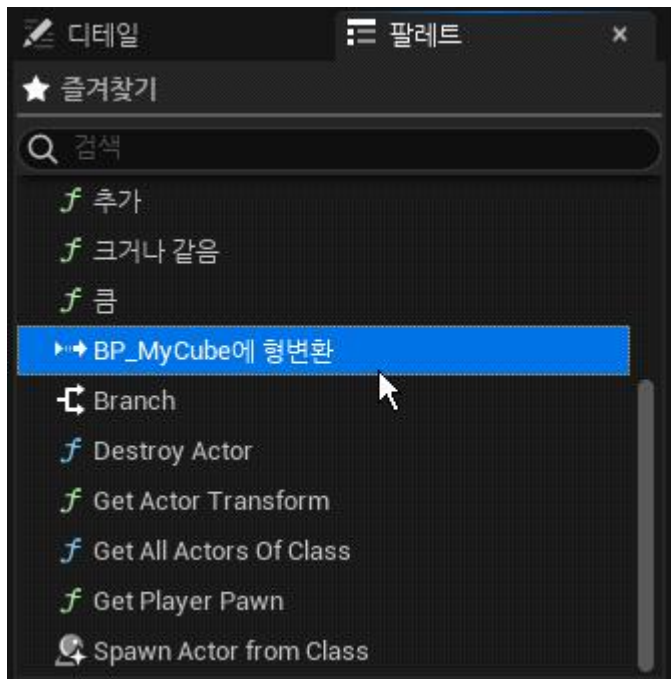 디테일
팔레트
즐겨찾기
검색
추가
크거나 같음
큼
BP_MyCube에 형변환
Branch
Destroy Actor
Get Actor Transform
Get All Actors Of Class
Get Player Pawn
Spawn Actor from Class